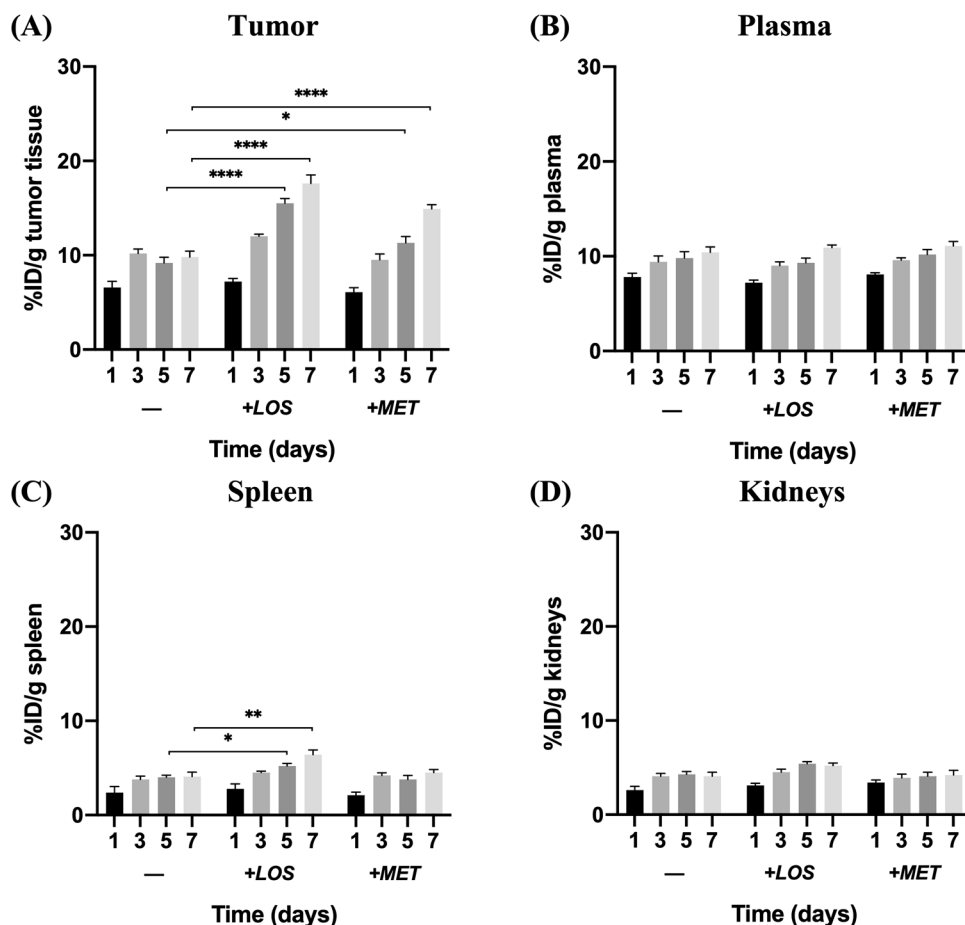 (A) Tumor
%ID/g tumor tissue
30
20
10
0
****
*
****
****
1 3 5 7 1 3 5 7 1 3 5 7
— +LOS +MET
Time (days)
(B) Plasma
%ID/g plasma
30
20
10
0
1 3 5 7 1 3 5 7 1 3 5 7
— +LOS +MET
Time (days)
(C) Spleen
%ID/g spleen
30
20
10
0
**
*
1 3 5 7 1 3 5 7 1 3 5 7
— +LOS +MET
Time (days)
(D) Kidneys
%ID/g kidneys
30
20
10
0
1 3 5 7 1 3 5 7 1 3 5 7
— +LOS +MET
Time (days)